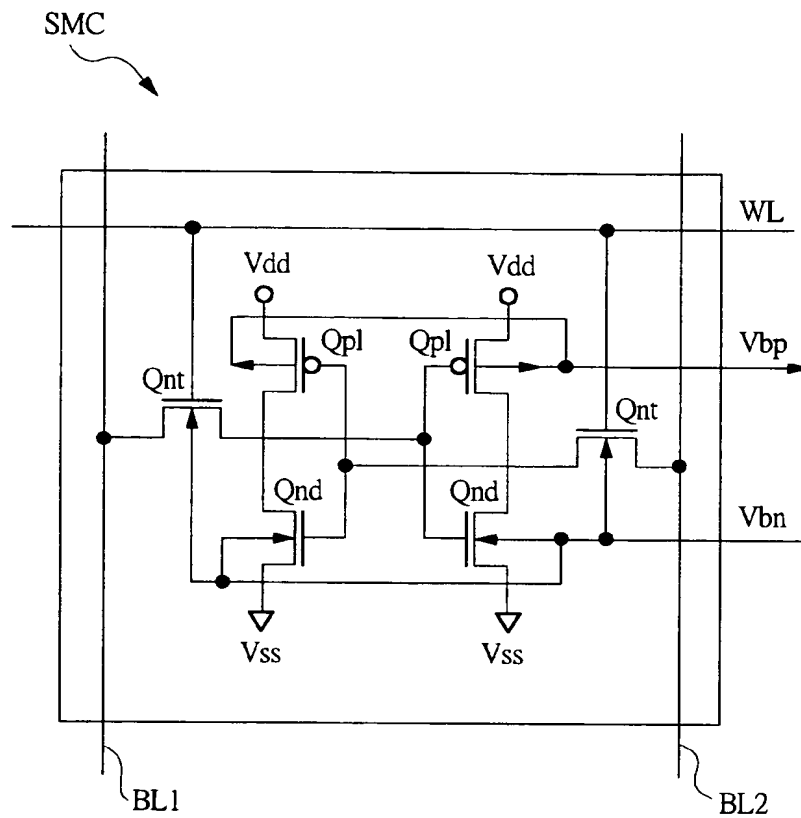 SMC
WL
Vdd
Vdd
Qpl
Qpl
Vbp
Qnt
Qnt
Qnd
Qnd
Vbn
Vss
Vss
BL1
BL2